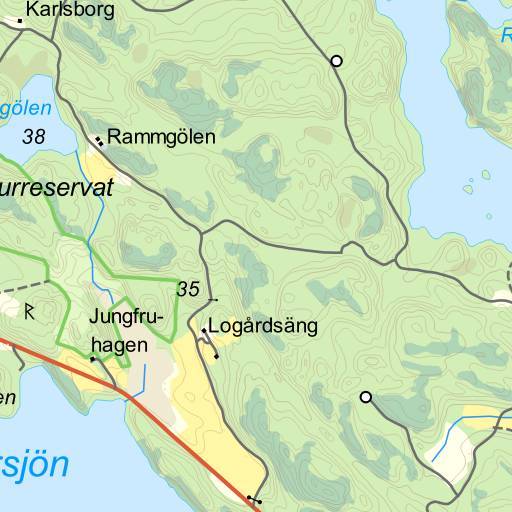 Karlsborg
R
gölen
38
Rammgölen
urreservat
35
R
Jungfru-
hagen
Logårdsäng
en
rsjön